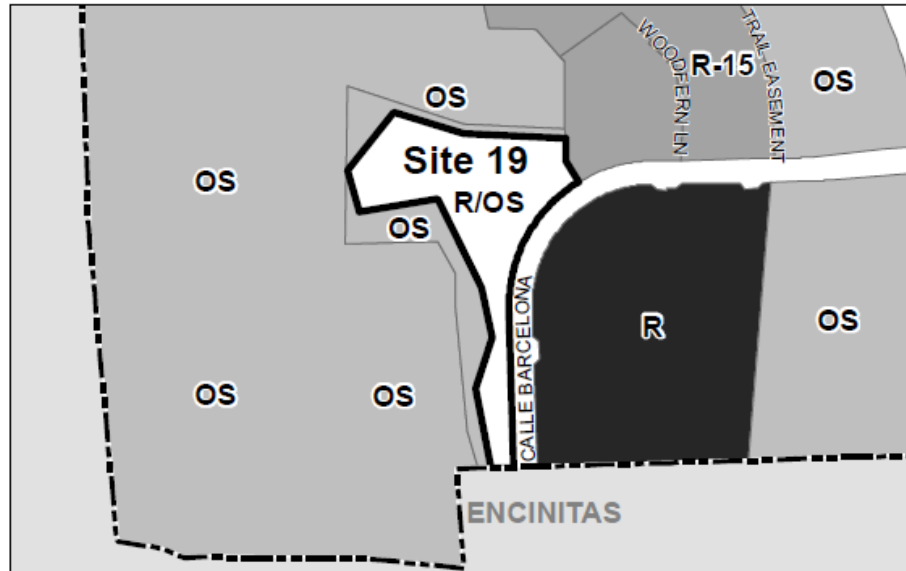 WOODFERN LN
R-15
TRAIL EASEMENT
OS
OS
Site 19
R/OS
OS
OS
CALLE BARCELONA
R
OS
OS
OS
ENCINITAS